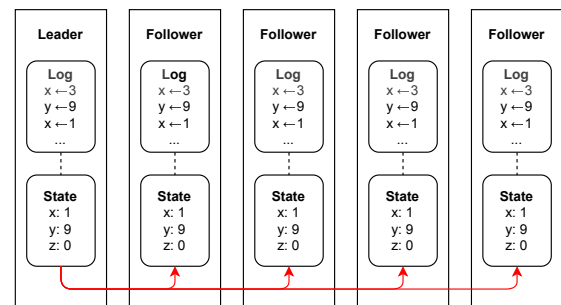 Leader
Log
x ←3
y ←9
x ←1
...
State
x: 1
y: 9
z: 0
Follower
Log
x ←3
y ←9
x ←1
...
State
x: 1
y: 9
z: 0
Follower
Log
x ←3
y ←9
x ←1
...
State
x: 1
y: 9
z: 0
Follower
Log
x ←3
y ←9
x ←1
...
State
x: 1
y: 9
z: 0
Follower
Log
x ←3
y ←9
x ←1
...
State
x: 1
y: 9
z: 0